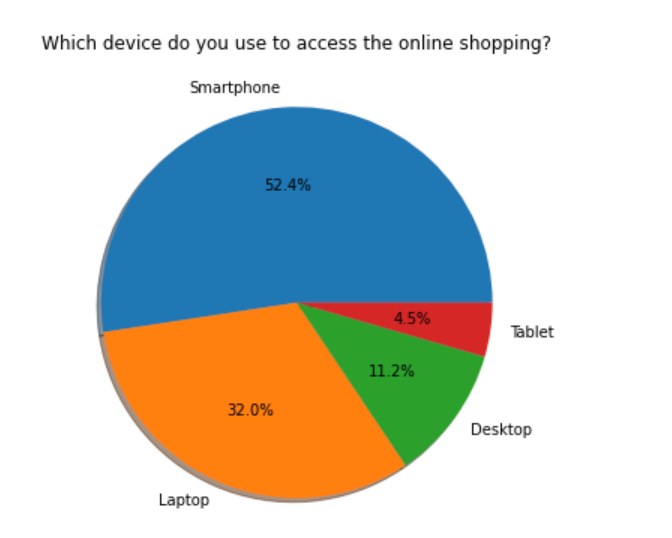 Which device do you use to access the online shopping?
Smartphone
52.4%
4.5%
Tablet
11.2%
32.0%
Desktop
Laptop